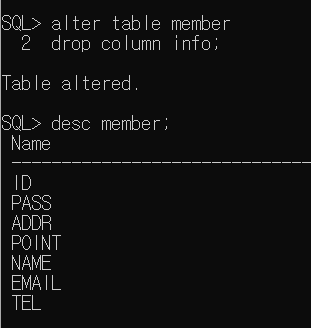 SQL> alter table member
  2  drop column info;
Table altered.
SQL> desc member;
 Name
 ------------------------------
 ID
 PASS
 ADDR
 POINT
 NAME
 EMAIL
 TEL